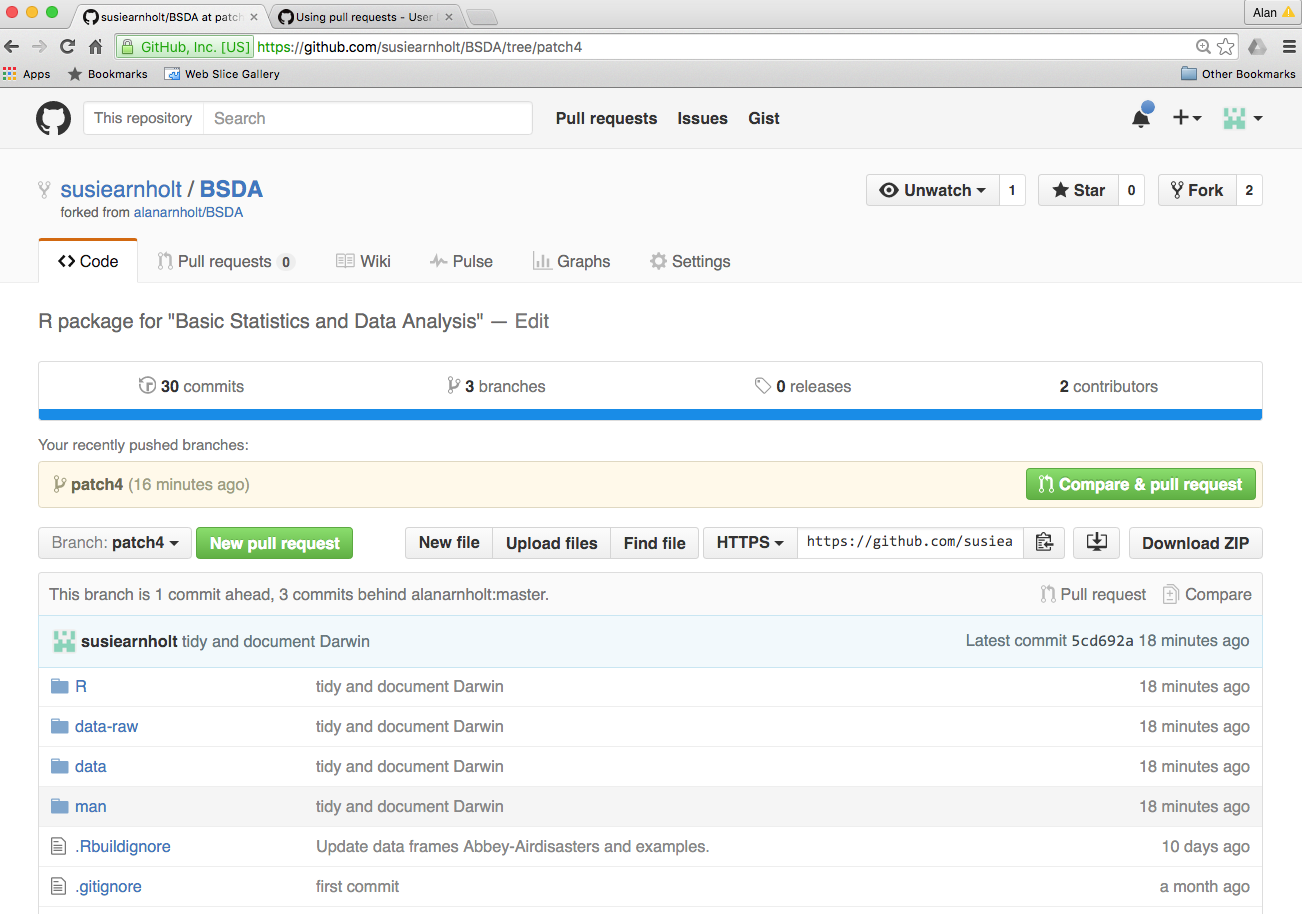 susiearnholt/BSDA at patch
Using pull requests - User
Alan
GitHub, Inc. [US] https://github.com/susiearnholt/BSDA/tree/patch4
Apps Bookmarks Web Slice Gallery Other Bookmarks
This repository Search Pull requests Issues Gist
susiearnholt / BSDA
Unwatch 1 Star 0 Fork 2
forked from alanarnholt/BSDA
Code Pull requests 0 Wiki Pulse Graphs Settings
R package for "Basic Statistics and Data Analysis" — Edit
30 commits 3 branches 0 releases 2 contributors
Your recently pushed branches:
patch4 (16 minutes ago) Compare & pull request
Branch: patch4 New pull request New file Upload files Find file HTTPS https://github.com/susiea Download ZIP
This branch is 1 commit ahead, 3 commits behind alanarnholt:master. Pull request Compare
susiearnholt tidy and document Darwin Latest commit 5cd692a 18 minutes ago
R tidy and document Darwin 18 minutes ago
data-raw tidy and document Darwin 18 minutes ago
data tidy and document Darwin 18 minutes ago
man tidy and document Darwin 18 minutes ago
.Rbuildignore Update data frames Abbey-Airdisasters and examples. 10 days ago
.gitignore first commit a month ago